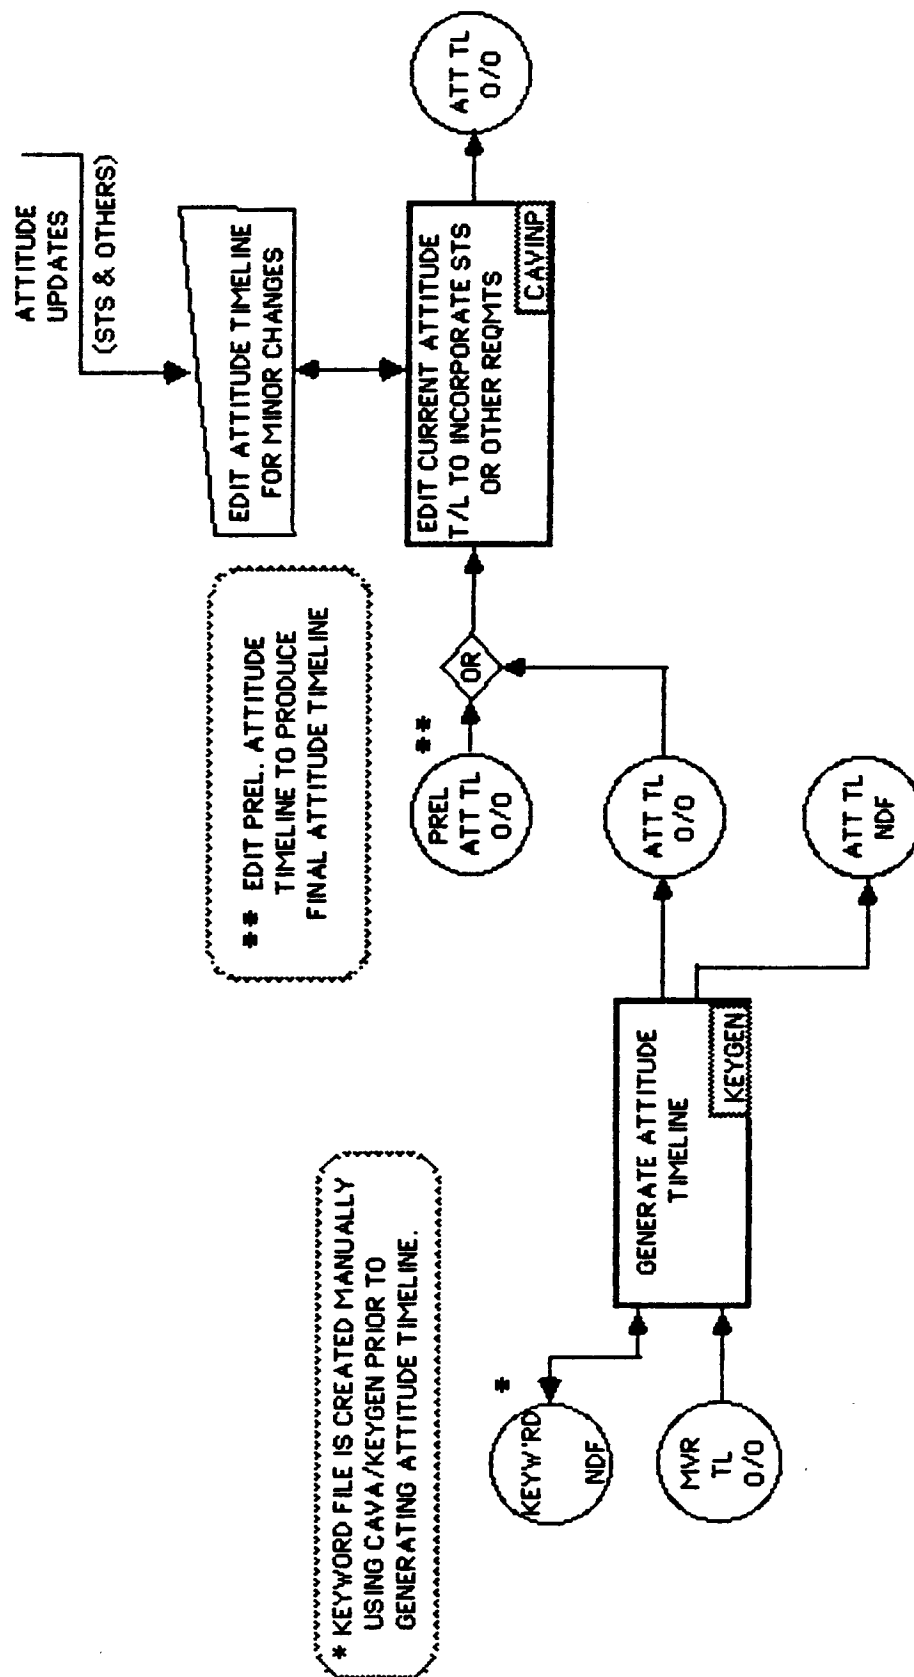 ATTITUDE
UPDATES
(STS & OTHERS)
EDIT ATTITUDE TIMELINE
FOR MINOR CHANGES
** EDIT PREL. ATTITUDE
TIMELINE TO PRODUCE
FINAL ATTITUDE TIMELINE
* KEYWORD FILE IS CREATED MANUALLY
USING CAVA/KEYGEN PRIOR TO
GENERATING ATTITUDE TIMELINE.
**
PREL
ATT TL
O/O
OR
EDIT CURRENT ATTITUDE
T/L TO INCORPORATE STS
OR OTHER REQMTS
CAVINP
ATT TL
O/O
*
KEYW'RD
NDF
MVR
TL
O/O
GENERATE ATTITUDE
TIMELINE
KEYGEN
ATT TL
O/O
ATT TL
NDF